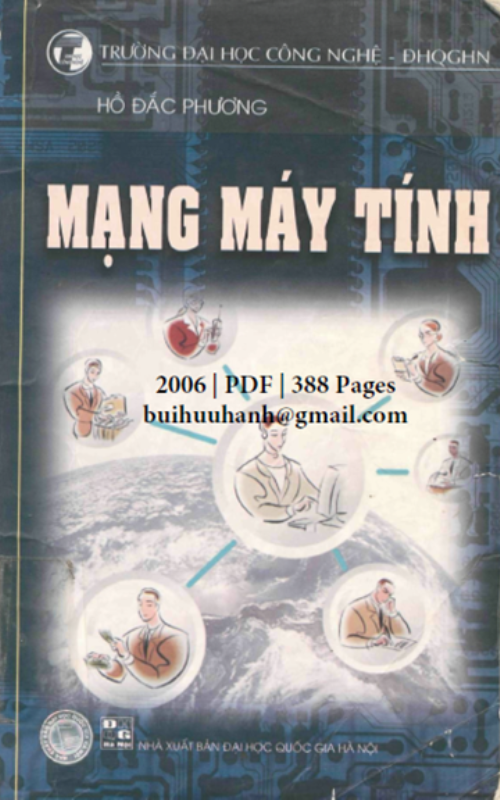 TRƯỜNG ĐẠI HỌC CÔNG NGHỆ - ĐHQGHN
HỒ ĐẮC PHƯƠNG
MẠNG MÁY TÍNH
2006 | PDF | 388 Pages
buihuuhanh@gmail.com
NHÀ XUẤT BẢN ĐẠI HỌC QUỐC GIA HÀ NỘI